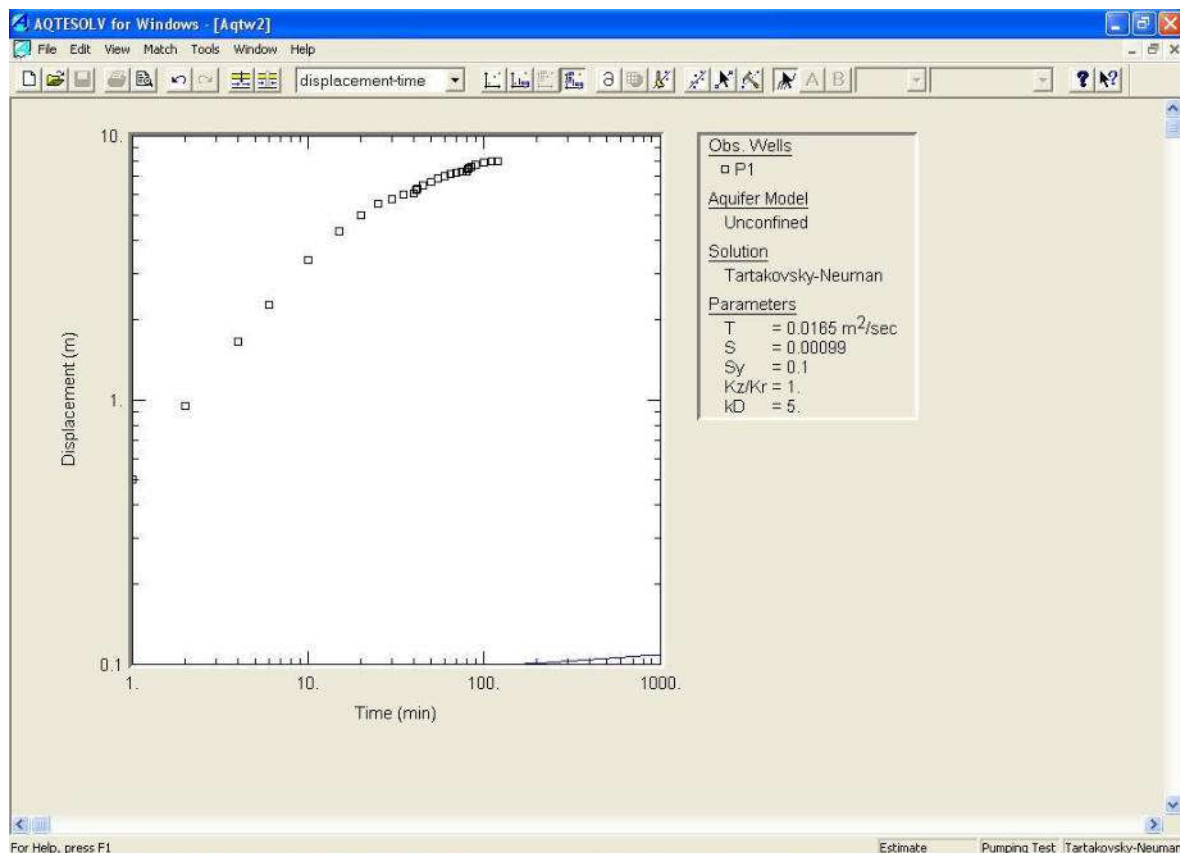 AQTESOLV for Windows - [Aqtw2]
File Edit View Match Tools Window Help
displacement-time
10.
1.
0.1
Displacement (m)
1. 10. 100. 1000.
Time (min)
Obs. Wells
P1
Aquifer Model
Unconfined
Solution
Tartakovsky-Neuman
Parameters
T = 0.0165 m²/sec
S = 0.00099
Sy = 0.1
Kz/Kr = 1.
kD = 5.
For Help, press F1
Estimate Pumping Test Tartakovsky-Neuman